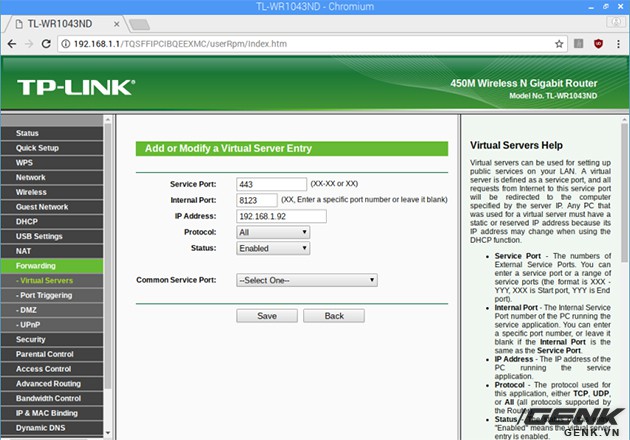 TL-WR1043ND - Chromium
TL-WR1043ND
192.168.1.1/TQSFFIPCIBQEEXMC/userRpm/Index.htm
TP-LINK®
450M Wireless N Gigabit Router
Model No. TL-WR1043ND
Status
Quick Setup
WPS
Network
Wireless
Guest Network
DHCP
USB Settings
NAT
Forwarding
- Virtual Servers
- Port Triggering
- DMZ
- UPnP
Security
Parental Control
Access Control
Advanced Routing
Bandwidth Control
IP & MAC Binding
Dynamic DNS
Add or Modify a Virtual Server Entry
Service Port: 443 (XX-XX or XX)
Internal Port: 8123 (XX, Enter a specific port number or leave it blank)
IP Address: 192.168.1.92
Protocol: All
Status: Enabled
Common Service Port: --Select One--
Save Back
Virtual Servers Help
Virtual servers can be used for setting up
public services on your LAN. A virtual
server is defined as a service port, and all
requests from Internet to this service port
will be redirected to the computer
specified by the server IP. Any PC that
was used for a virtual server must have a
static or reserved IP address because its
IP address may change when using the
DHCP function.
• Service Port - The numbers of
External Service Ports. You can
enter a service port or a range of
service ports (the format is XXX -
YYY, XXX is Start port, YYY is End
port).
• Internal Port - The Internal Service
Port number of the PC running the
service application. You can enter
a specific port number, or leave it
blank if the Internal Port is the
same as the Service Port.
• IP Address - The IP address of the
PC running the service
application.
• Protocol - The protocol used for
this application, either TCP, UDP,
or All (all protocols supported by
the Router
• Status
"Enabled" means the virtual server
entry is enabled.
GENK
GENK.VN